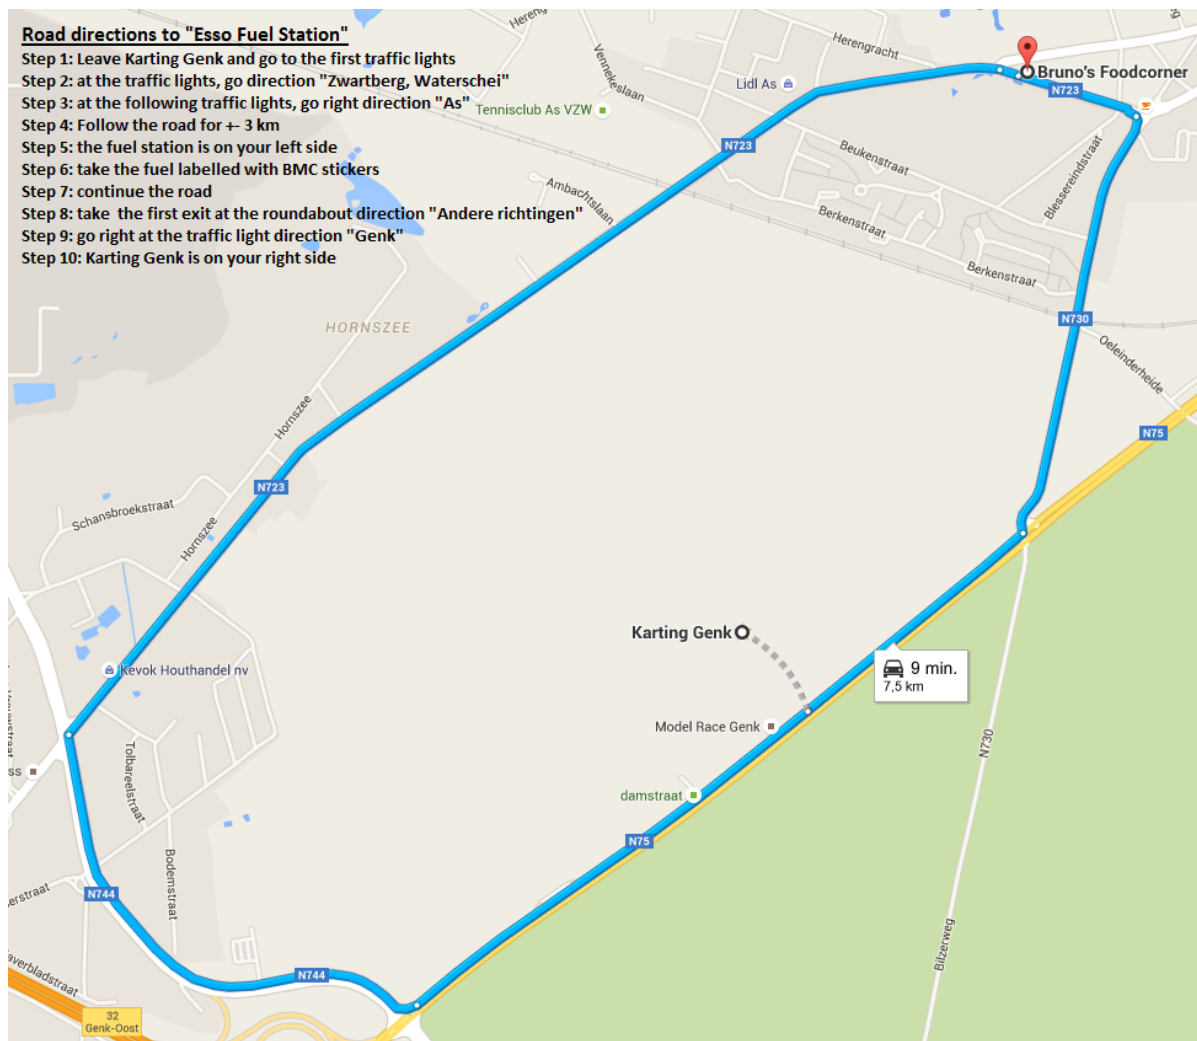 Road directions to "Esso Fuel Station"
Step 1: Leave Karting Genk and go to the first traffic lights
Step 2: at the traffic lights, go direction "Zwartberg, Waterschei"
Step 3: at the following traffic lights, go right direction "As"
Step 4: Follow the road for +- 3 km
Step 5: the fuel station is on your left side
Step 6: take the fuel labelled with BMC stickers
Step 7: continue the road
Step 8: take  the first exit at the roundabout direction "Andere richtingen"
Step 9: go right at the traffic light direction "Genk"
Step 10: Karting Genk is on your right side
Hereng
Herengracht
Vennekeslaan
Lidl As
Bruno's Foodcorner
N723
Tennisclub As VZW
N723
Beukenstraat
Blessereindstraat
Ambachtslaan
Berkenstraat
Berkenstraat
HORNSZEE
N730
Oeleinderheide
Hornszee
N75
N723
Schansbroekstraat
Hornszee
Karting Genk
9 min.
7,5 km
Kevok Houthandel nv
Model Race Genk
N730
Tolbareelstraat
ss
damstraat
N75
Bodemstraat
N744
erstraat
Bilzerweg
N744
averbladstraat
32
Genk-Oost